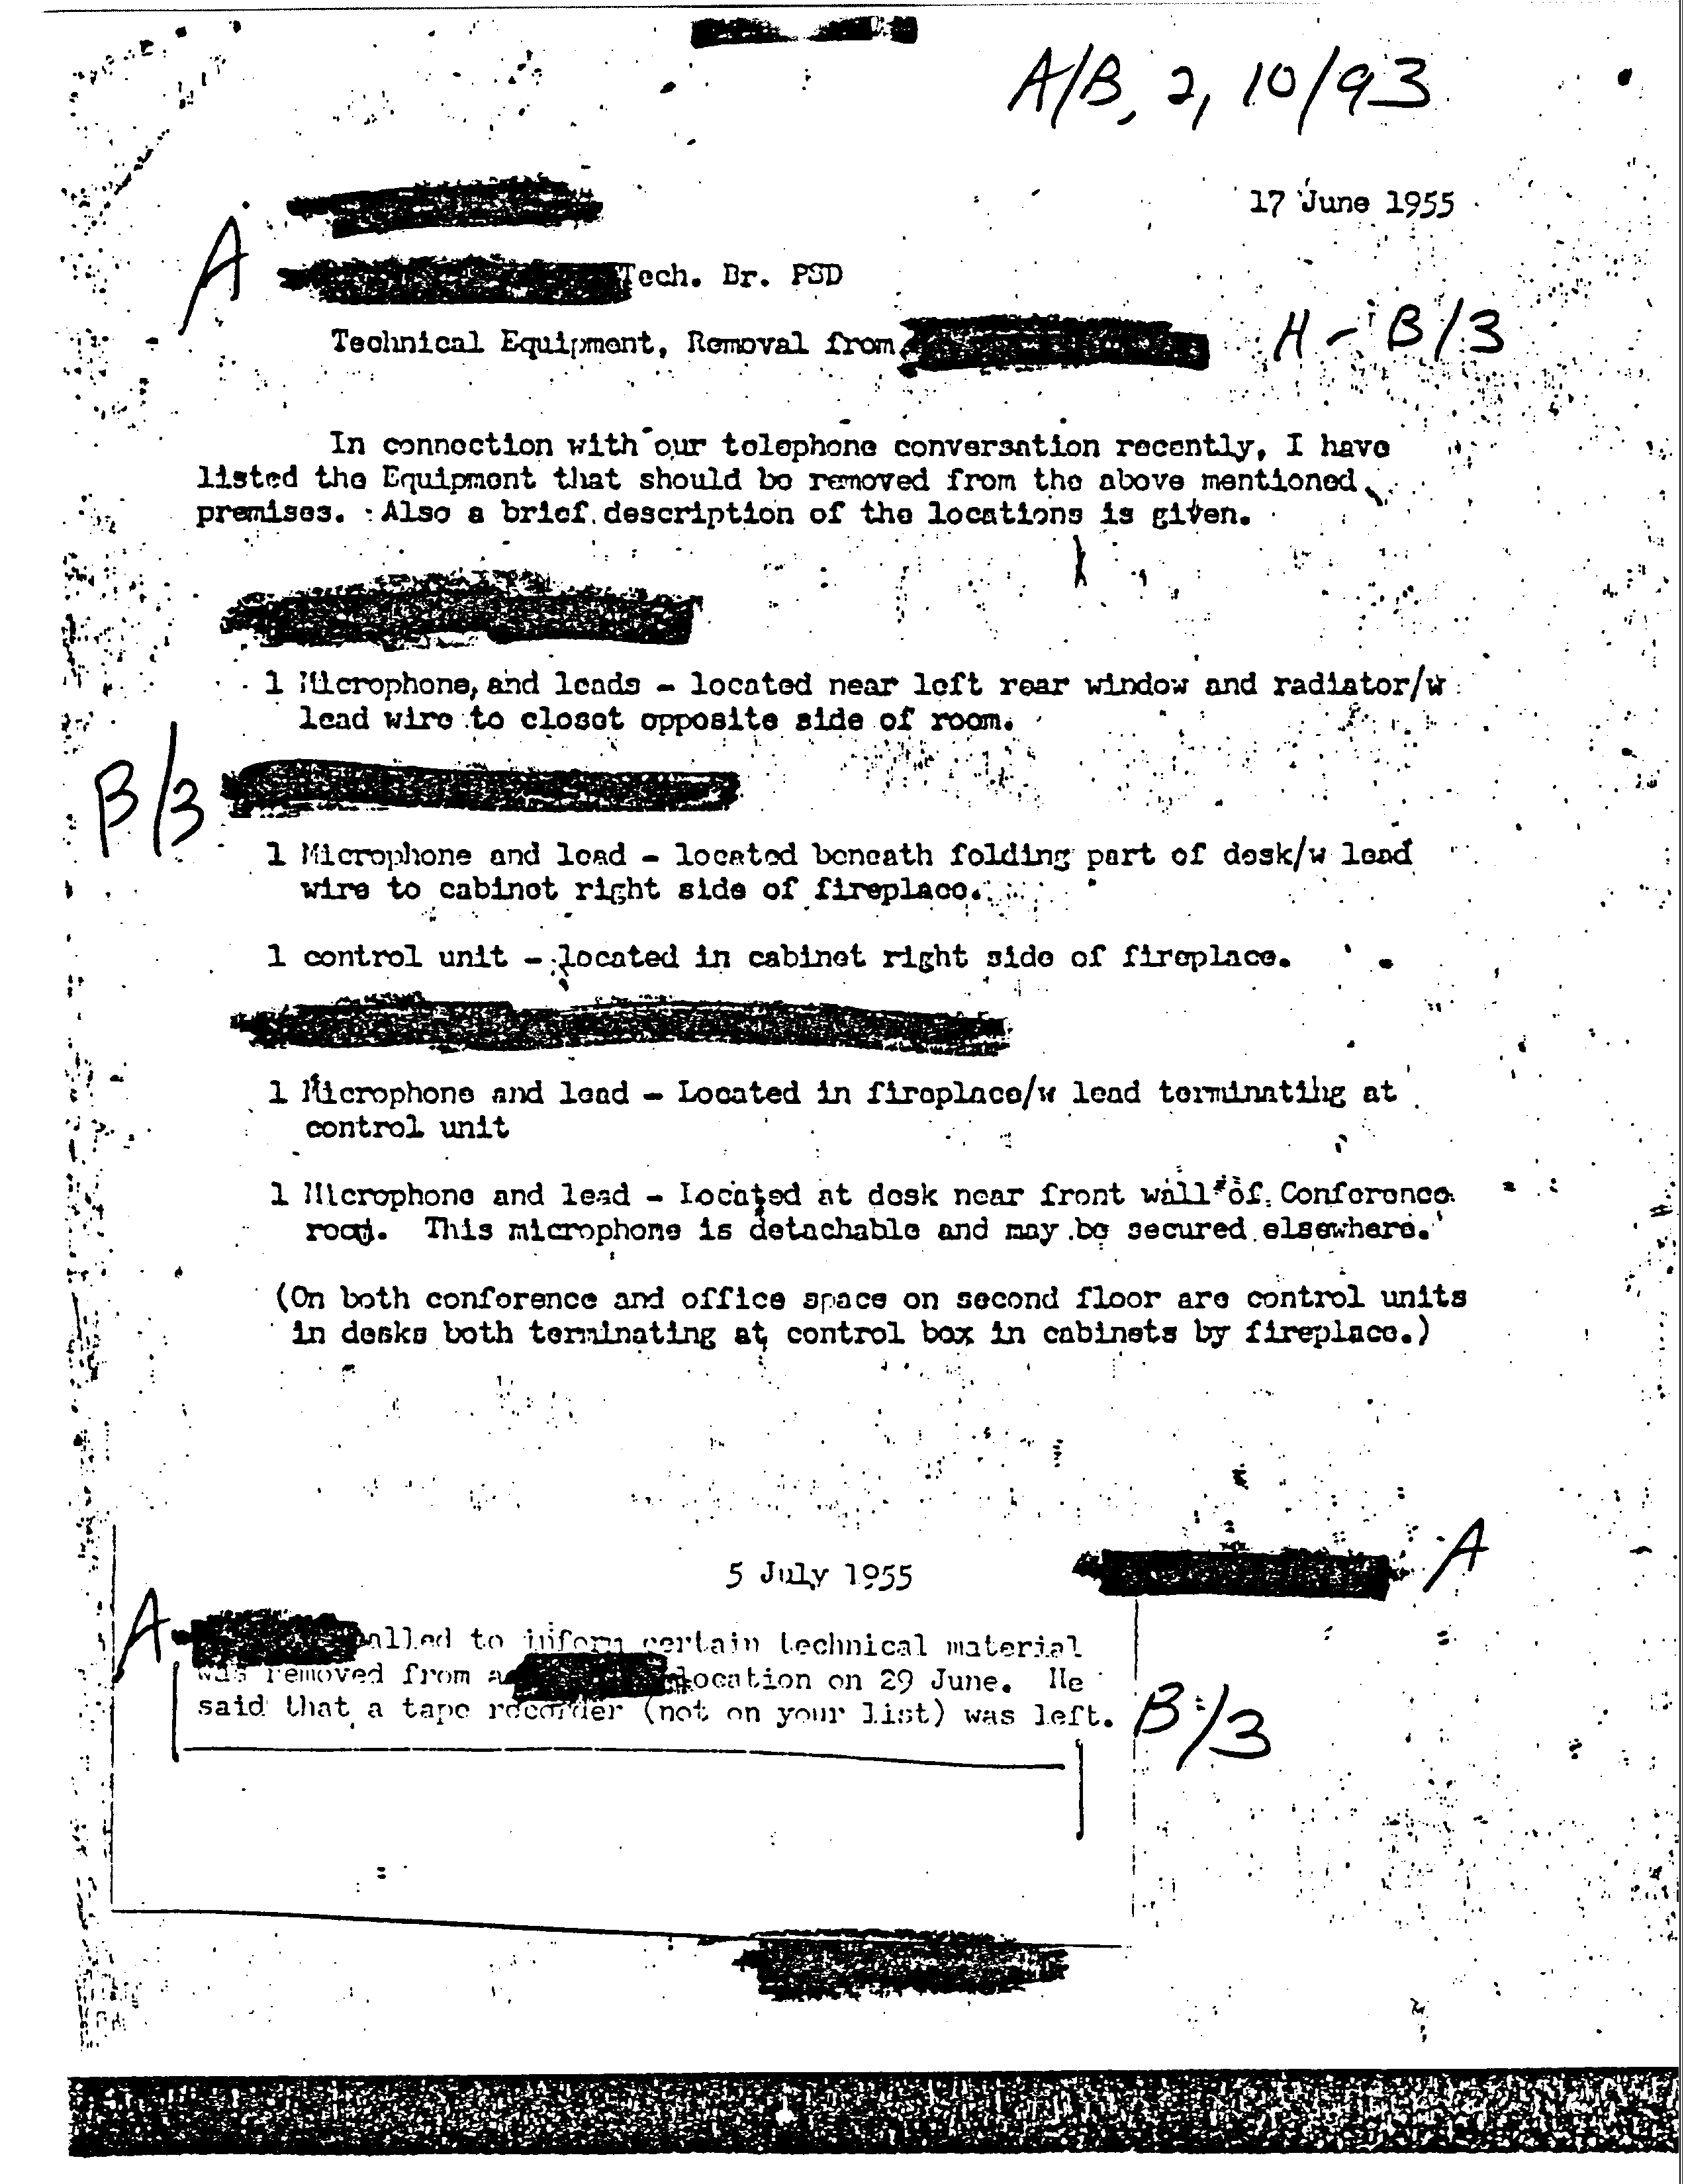 A/B, 2, 10/93
17 June 1955
A
Tech. Br. PSD
Technical Equipment, Removal from
H - B/3
In connection with our telephone conversation recently, I have
listed the Equipment that should be removed from the above mentioned
premises. Also a brief description of the locations is given.
1 Microphone, and leads - located near left rear window and radiator/w
lead wire to closet opposite side of room.
B/3
1 Microphone and lead - located beneath folding part of desk/w lead
wire to cabinet right side of fireplace.
1 control unit - located in cabinet right side of fireplace.
1 Microphone and lead - Located in fireplace/w lead terminating at
control unit
1 Microphone and lead - Located at desk near front wall of Conference
room. This microphone is detachable and may be secured elsewhere.
(On both conference and office space on second floor are control units
in desks both terminating at control box in cabinets by fireplace.)
5 July 1955
A
A
called to inform certain technical material
was removed from a location on 29 June. He
said that a tape recorder (not on your list) was left.
B/3